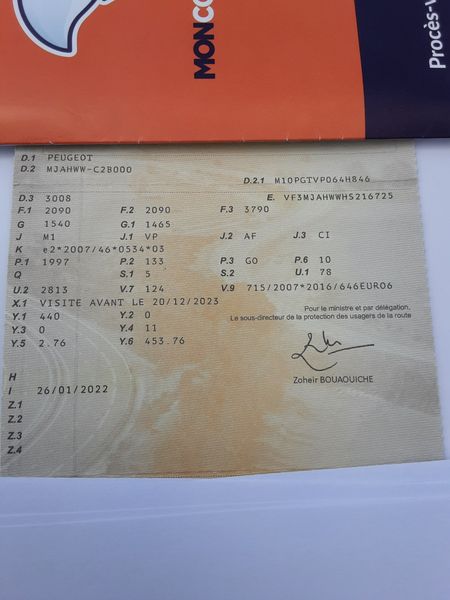 MONCO
Procès-v
D.1 PEUGEOT
D.2 MJAHWW-C2B000
D.2.1 M10PGTVP064H846
D.3 3008 E. VF3MJAHWWHS216725
F.1 2090 F.2 2090 F.3 3790
G 1540 G.1 1465
J M1 J.1 VP J.2 AF J.3 CI
K e2*2007/46*0534*03
P.1 1997 P.2 133 P.3 GO P.6 10
Q S.1 5 S.2 U.1 78
U.2 2813 V.7 124 V.9 715/2007*2016/646EURO6
X.1 VISITE AVANT LE 20/12/2023
Y.1 440 Y.2 0
Y.3 0 Y.4 11
Y.5 2.76 Y.6 453.76
Pour le ministre et par délégation,
Le sous-directeur de la protection des usagers de la route
Zoheir BOUAOUICHE
H
I 26/01/2022
Z.1
Z.2
Z.3
Z.4